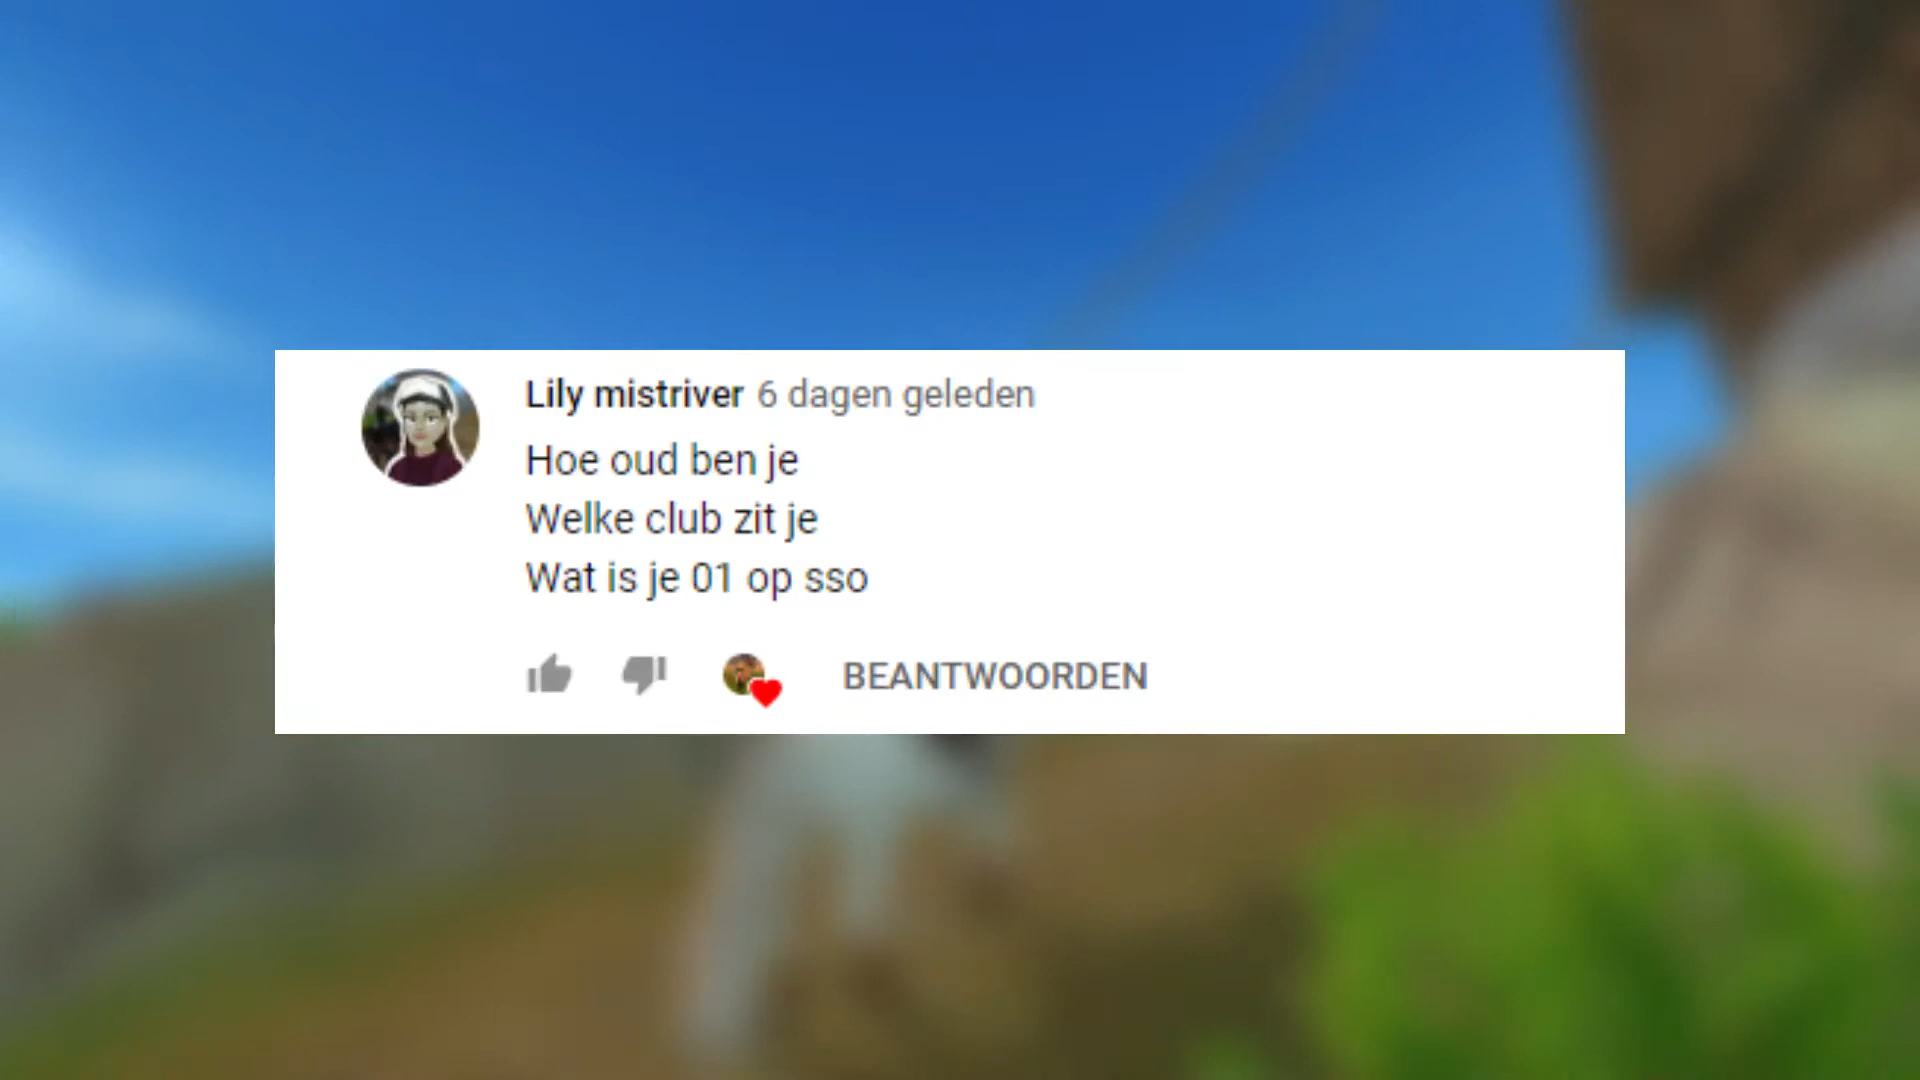 Lily mistriver 6 dagen geleden
Hoe oud ben je
Welke club zit je
Wat is je 01 op sso
BEANTWOORDEN